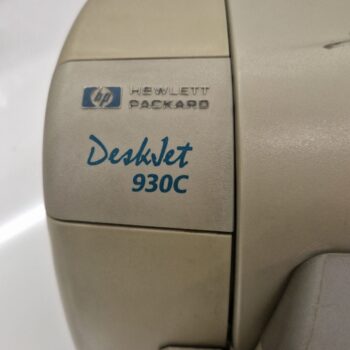 hp HEWLETT
PACKARD
DeskJet
930C